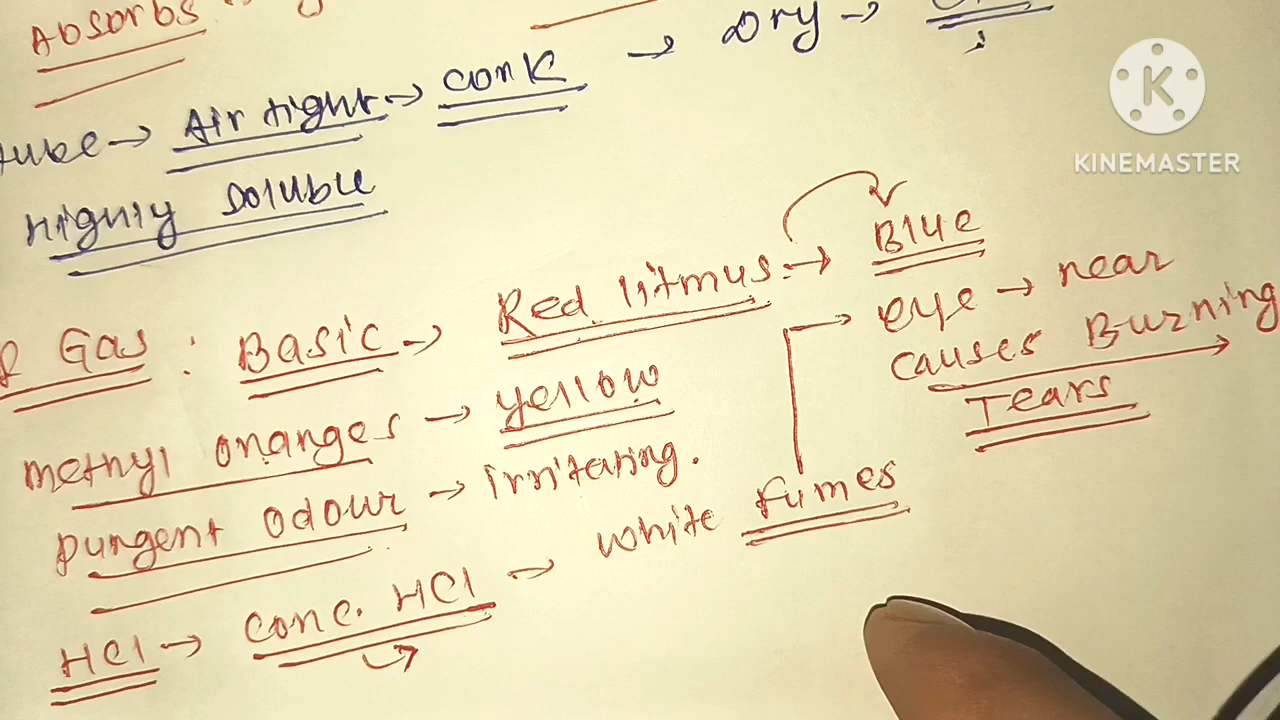 Absorbs
tube → Air tight → cork → Dry →
Highly soluble
KINEMASTER
Gas : Basic → Red litmus → Blue
methyl oranges → yellow
eye → near
causes Burning
Tears
pungent odour → irritating.
HCl → conc. HCl → white fumes